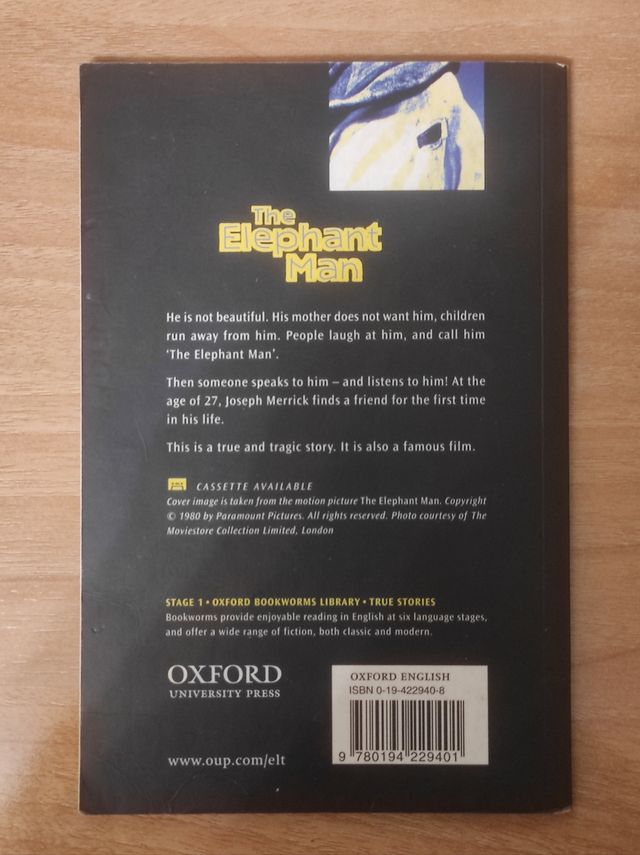 The
Elephant
Man
He is not beautiful. His mother does not want him, children
run away from him. People laugh at him, and call him
‘The Elephant Man’.
Then someone speaks to him – and listens to him! At the
age of 27, Joseph Merrick finds a friend for the first time
in his life.
This is a true and tragic story. It is also a famous film.
CASSETTE AVAILABLE
Cover image is taken from the motion picture The Elephant Man. Copyright
© 1980 by Paramount Pictures. All rights reserved. Photo courtesy of The
Moviestore Collection Limited, London
STAGE 1 • OXFORD BOOKWORMS LIBRARY • TRUE STORIES
Bookworms provide enjoyable reading in English at six language stages,
and offer a wide range of fiction, both classic and modern.
OXFORD
UNIVERSITY PRESS
www.oup.com/elt
OXFORD ENGLISH
ISBN 0-19-422940-8
9 780194 229401